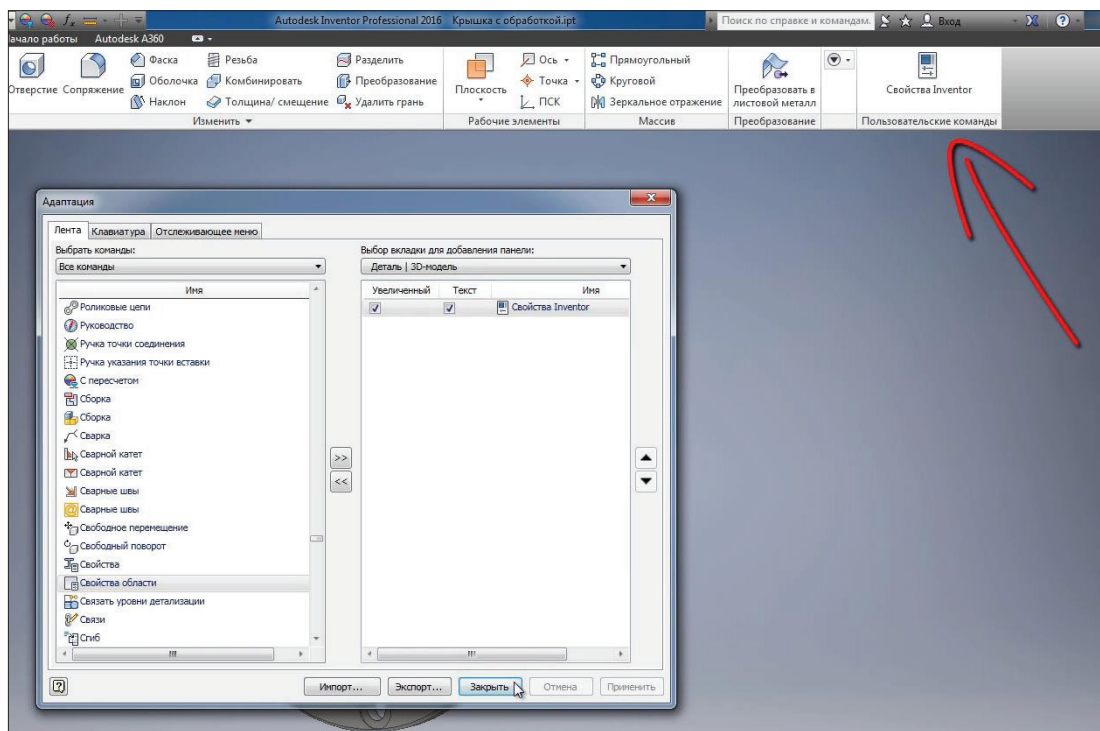 Autodesk Inventor Professional 2016 Крышка с обработкой.ipt Поиск по справке и командам. Вход
ачало работы Autodesk A360
Отверстие Сопряжение
Фаска Резьба
Оболочка Комбинировать
Наклон Толщина/ смещение
Разделить
Преобразование
Удалить грань
Изменить
Плоскость
Ось
Точка
ПСК
Рабочие элементы
Прямоугольный
Круговой
Зеркальное отражение
Массив
Преобразовать в
листовой металл
Преобразование
Свойства Inventor
Пользовательские команды
Адаптация
Лента Клавиатура Отслеживающее меню
Выбрать команды:
Все команды
Имя
Роликовые цепи
Руководство
Ручка точки соединения
Ручка указания точки вставки
С пересчетом
Сборка
Сборка
Сварка
Сварной катет
Сварной катет
Сварные швы
Сварные швы
Свободное перемещение
Свободный поворот
Свойства
Свойства области
Связать уровни детализации
Связи
Сгиб
>>
<<
Выбор вкладки для добавления панели:
Деталь | 3D-модель
Увеличенный Текст Имя
Свойства Inventor
Импорт... Экспорт... Закрыть Отмена Применить